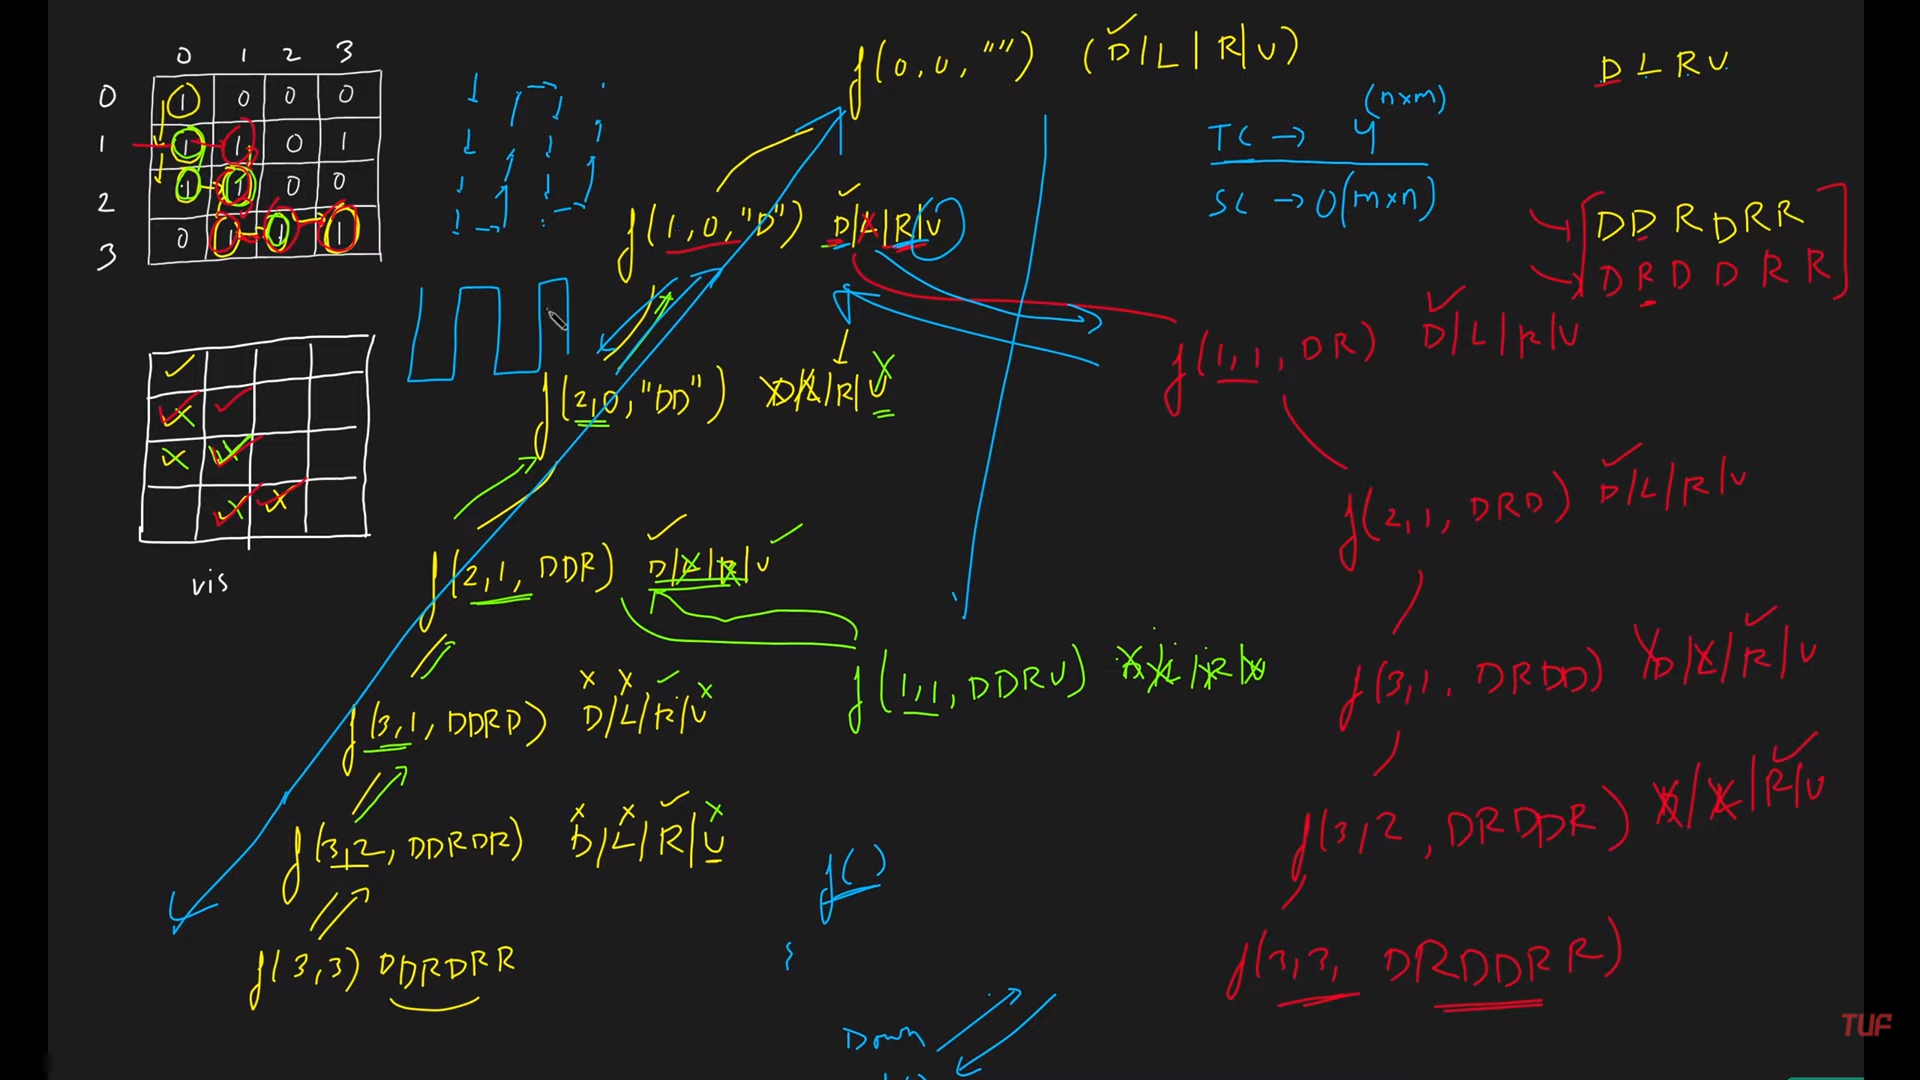 0 1 2 3
0 1 0 0 0
1 1 1 0 1
2 1 1 0 0
3 0 1 1 1
vis
f(0,0,"") (D|L|R|U)
D L R U
TC → 4^(n×m)
SC → O(m×n)
DDRDRR
DRDDRR
f(1,0,"D") D|L|R|U
f(2,0,"DD") D|L|R|U
f(2,1, DDR) D|L|R|U
f(3,1, DDRD) D|L|R|U
f(3,2, DDRDR) D|L|R|U
f(3,3) DDRDRR
f(1,1, DDRU) D|L|R|U
f(1,1, DR) D|L|R|U
f(2,1, DRD) D|L|R|U
f(3,1, DRDD) D|L|R|U
f(3,2, DRDDR) D|L|R|U
f(3,3, DRDDRR)
f()
{
Down
TUF